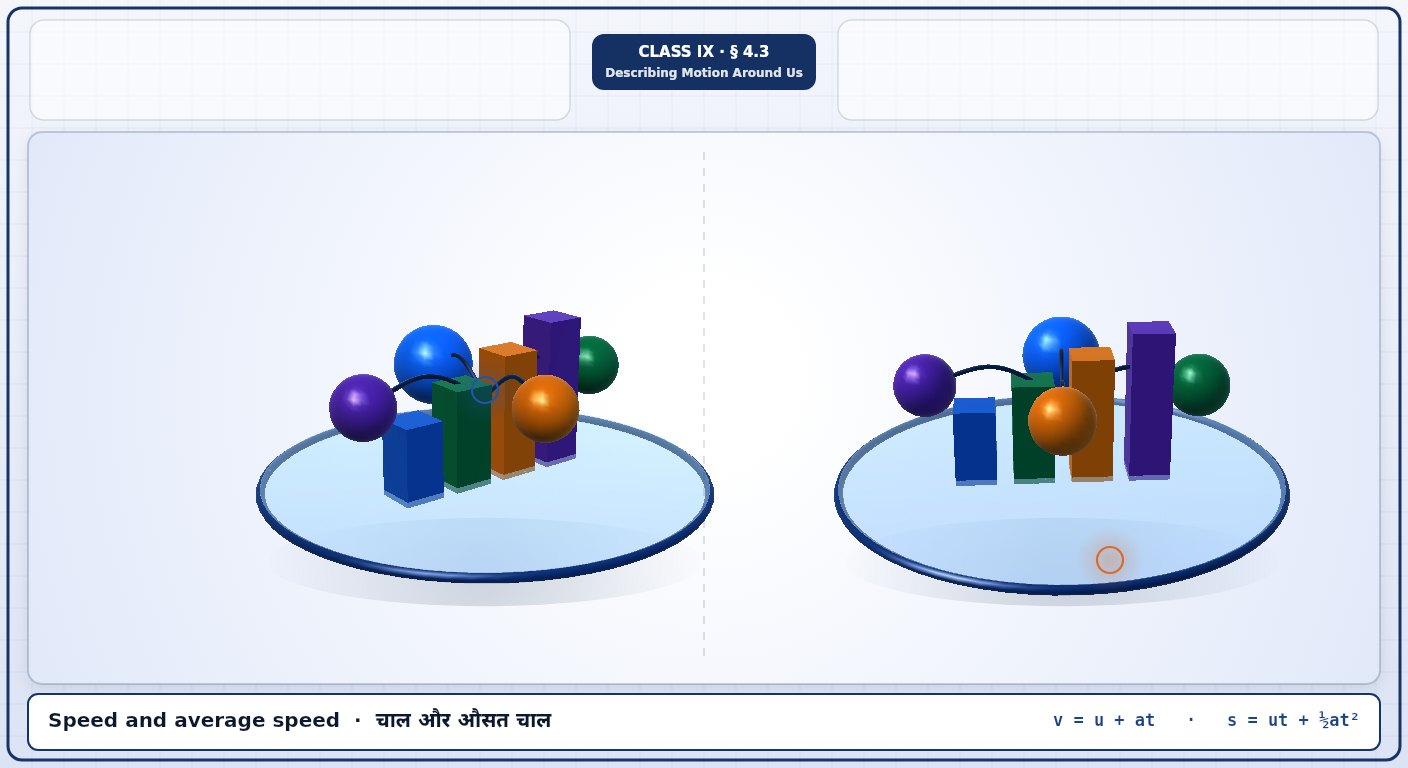 CLASS IX · § 4.3
Describing Motion Around Us
Speed and average speed · चाल और औसत चाल
v = u + at · s = ut + ½at²